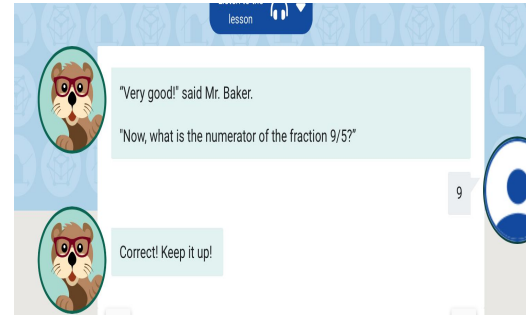 lesson
"Very good!" said Mr. Baker.
"Now, what is the numerator of the fraction 9/5?"
9
Correct! Keep it up!